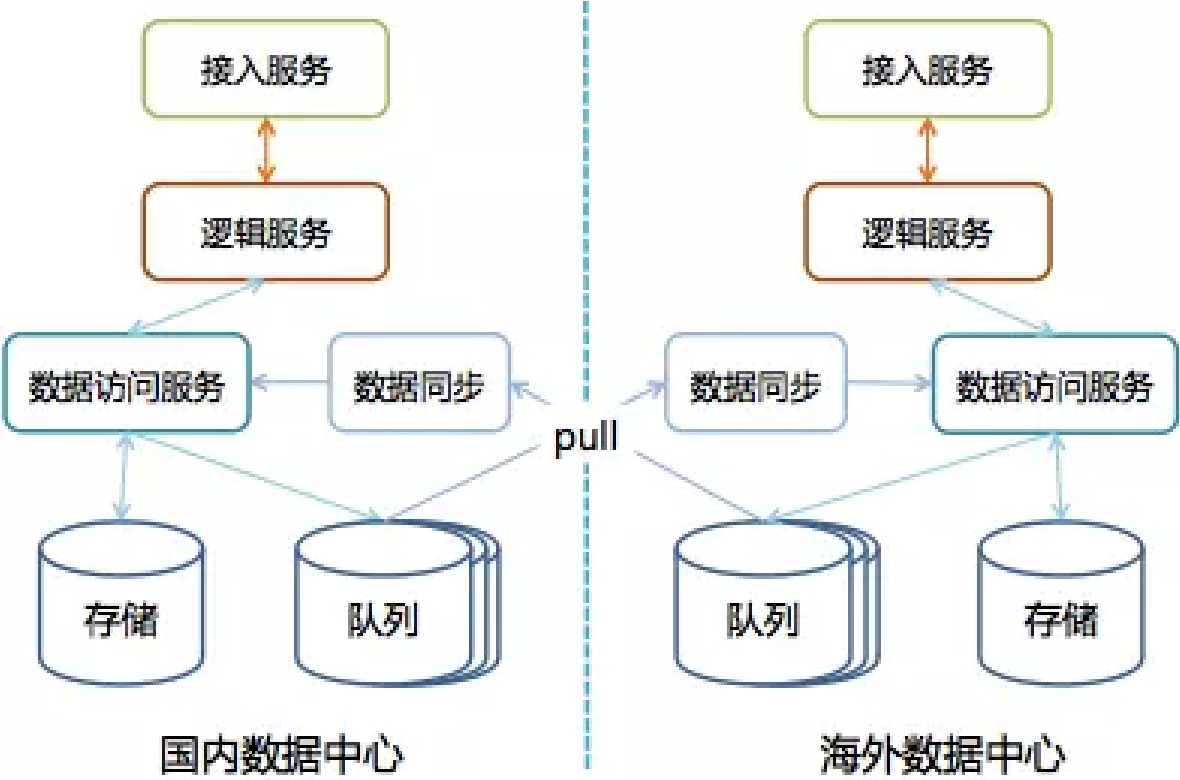 接入服务
接入服务
逻辑服务
逻辑服务
数据访问服务
数据同步
数据同步
数据访问服务
pull
存储
队列
队列
存储
国内数据中心
海外数据中心